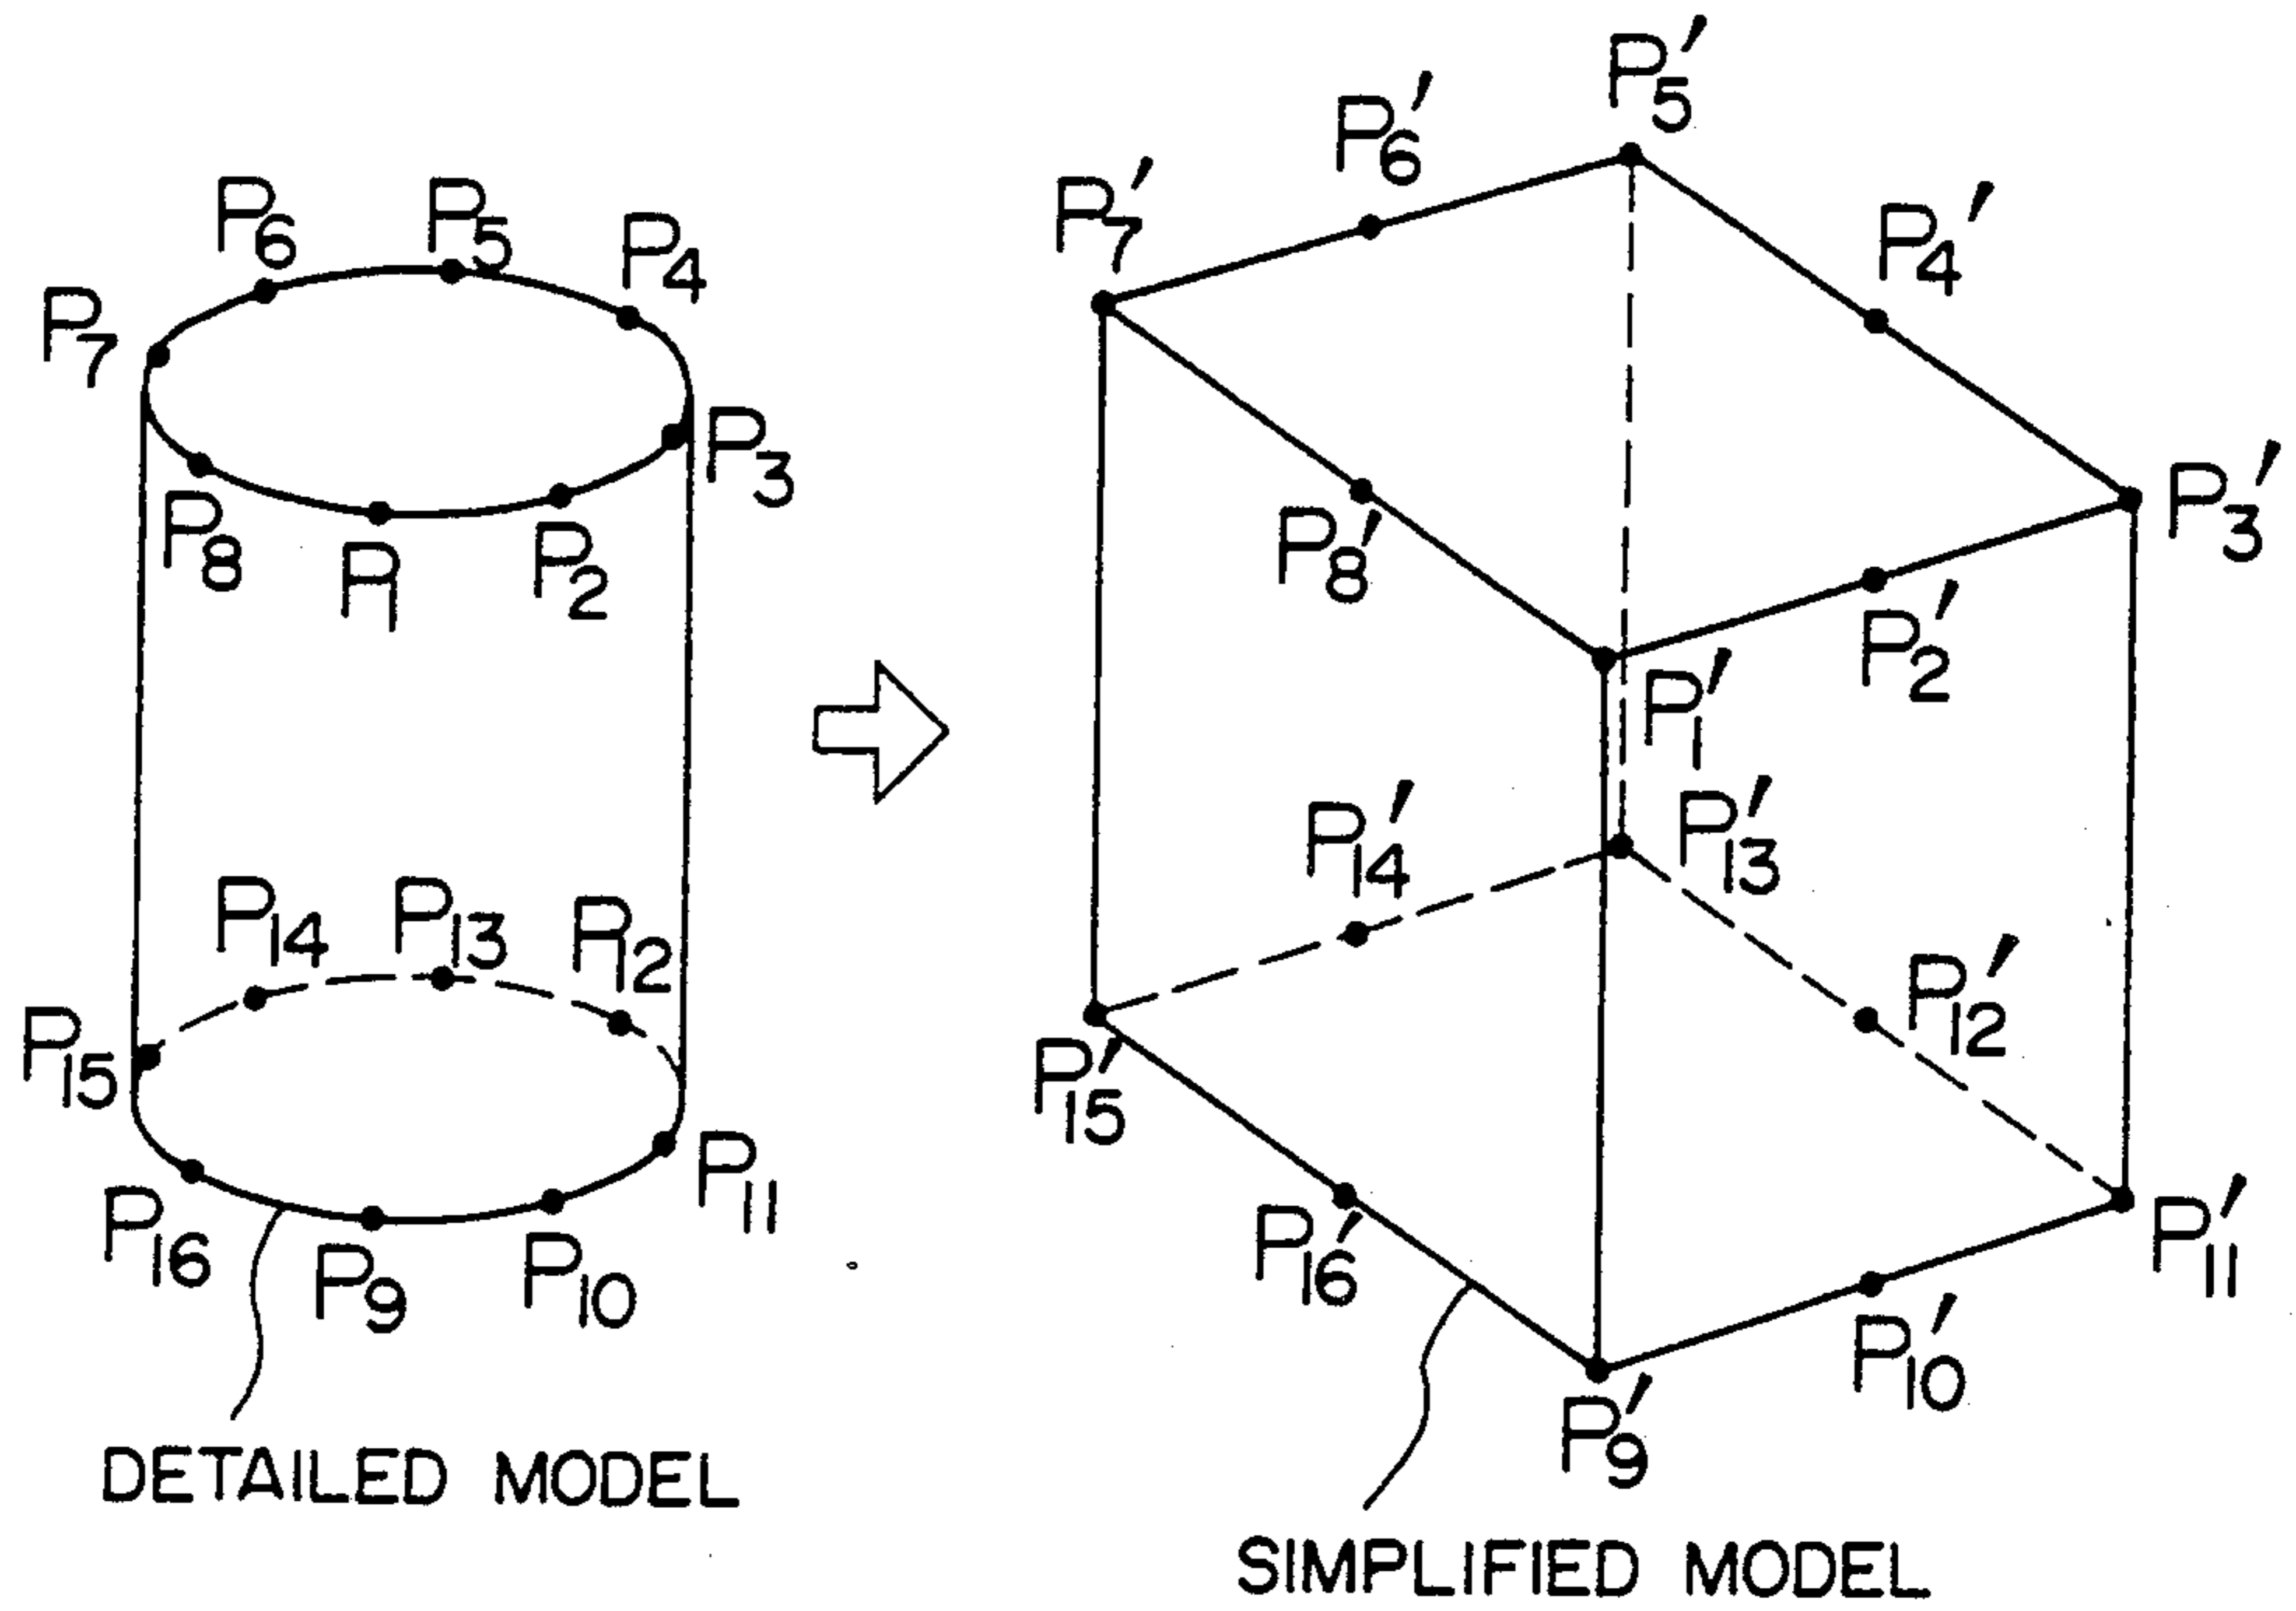 P6
P5
P4
P7
P3
P8
P1
P2
P14
P13
P12
P15
P11
P16
P9
P10
DETAILED MODEL
P5'
P6'
P7'
P4'
P3'
P8'
P2'
P1'
P14'
P13'
P12'
P15'
P11'
P16'
P10'
P9'
SIMPLIFIED MODEL